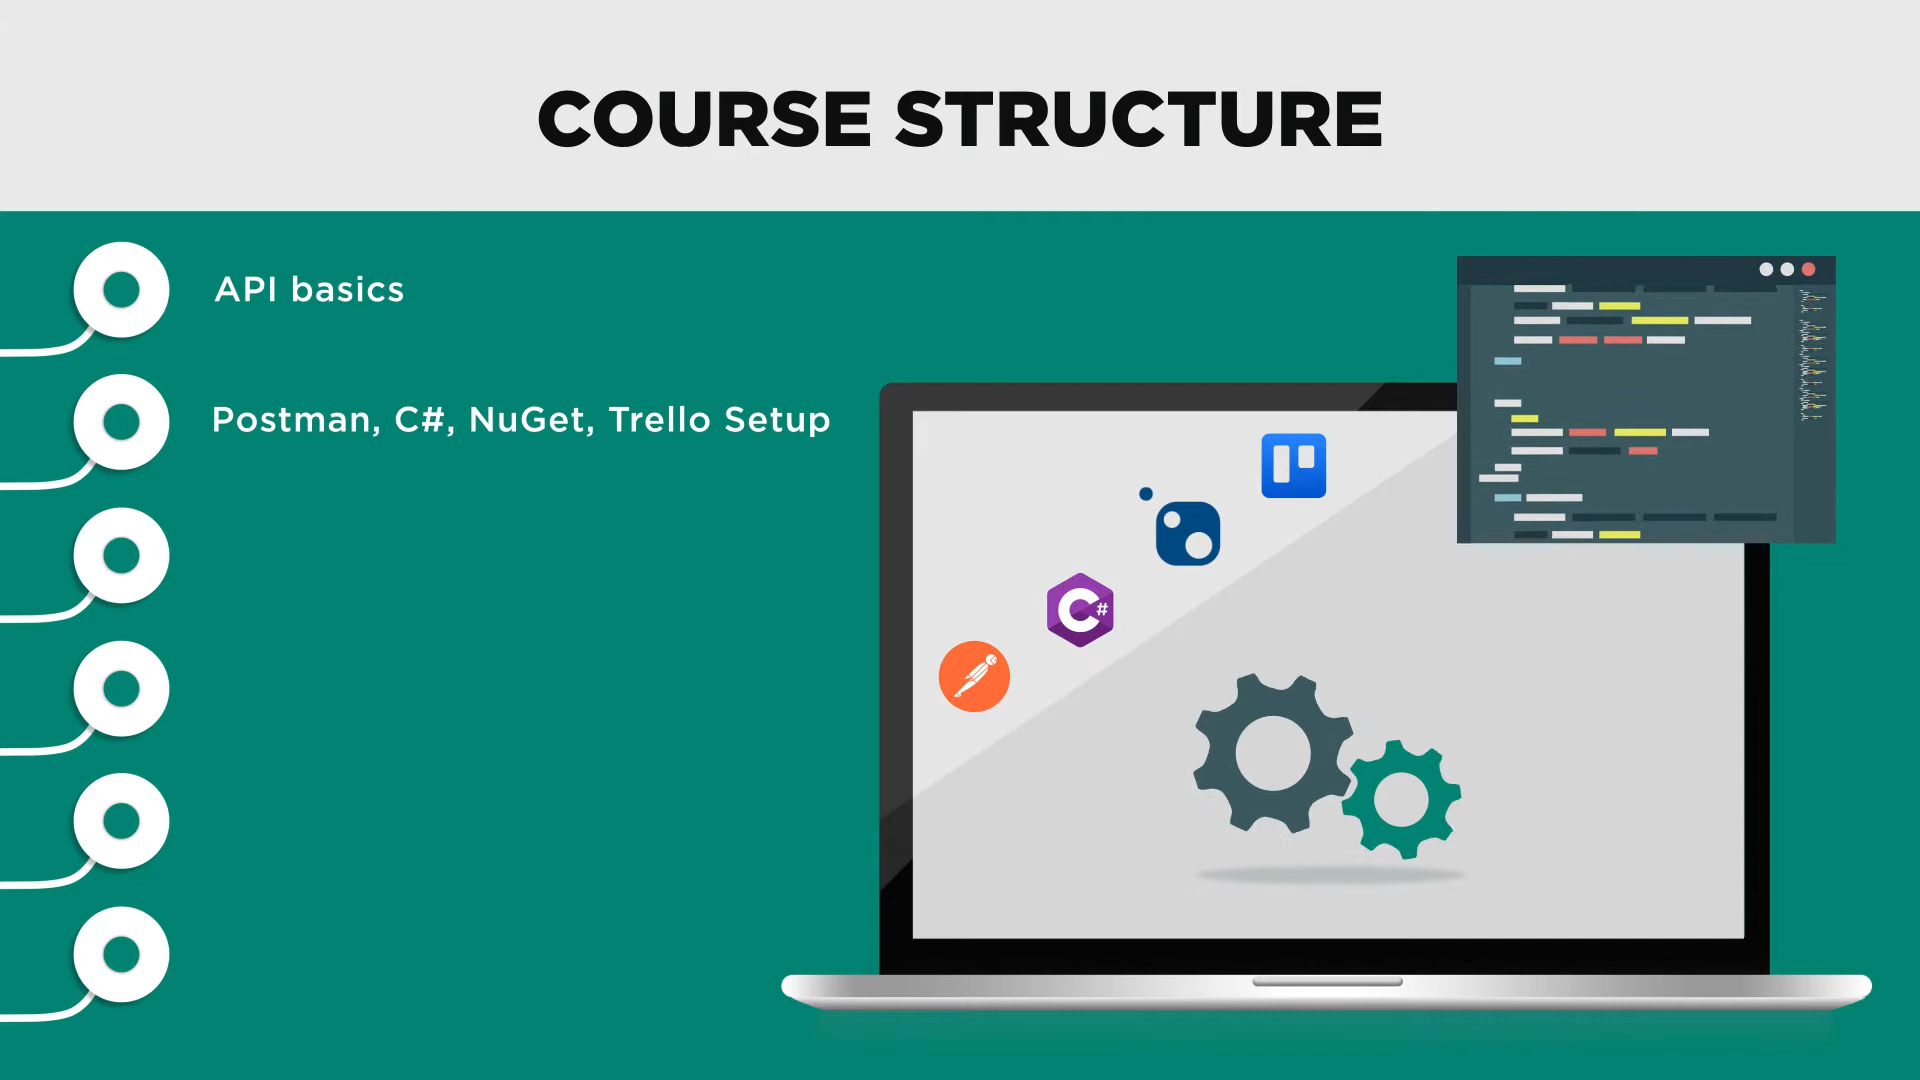 COURSE STRUCTURE
API basics
Postman, C#, NuGet, Trello Setup
C#